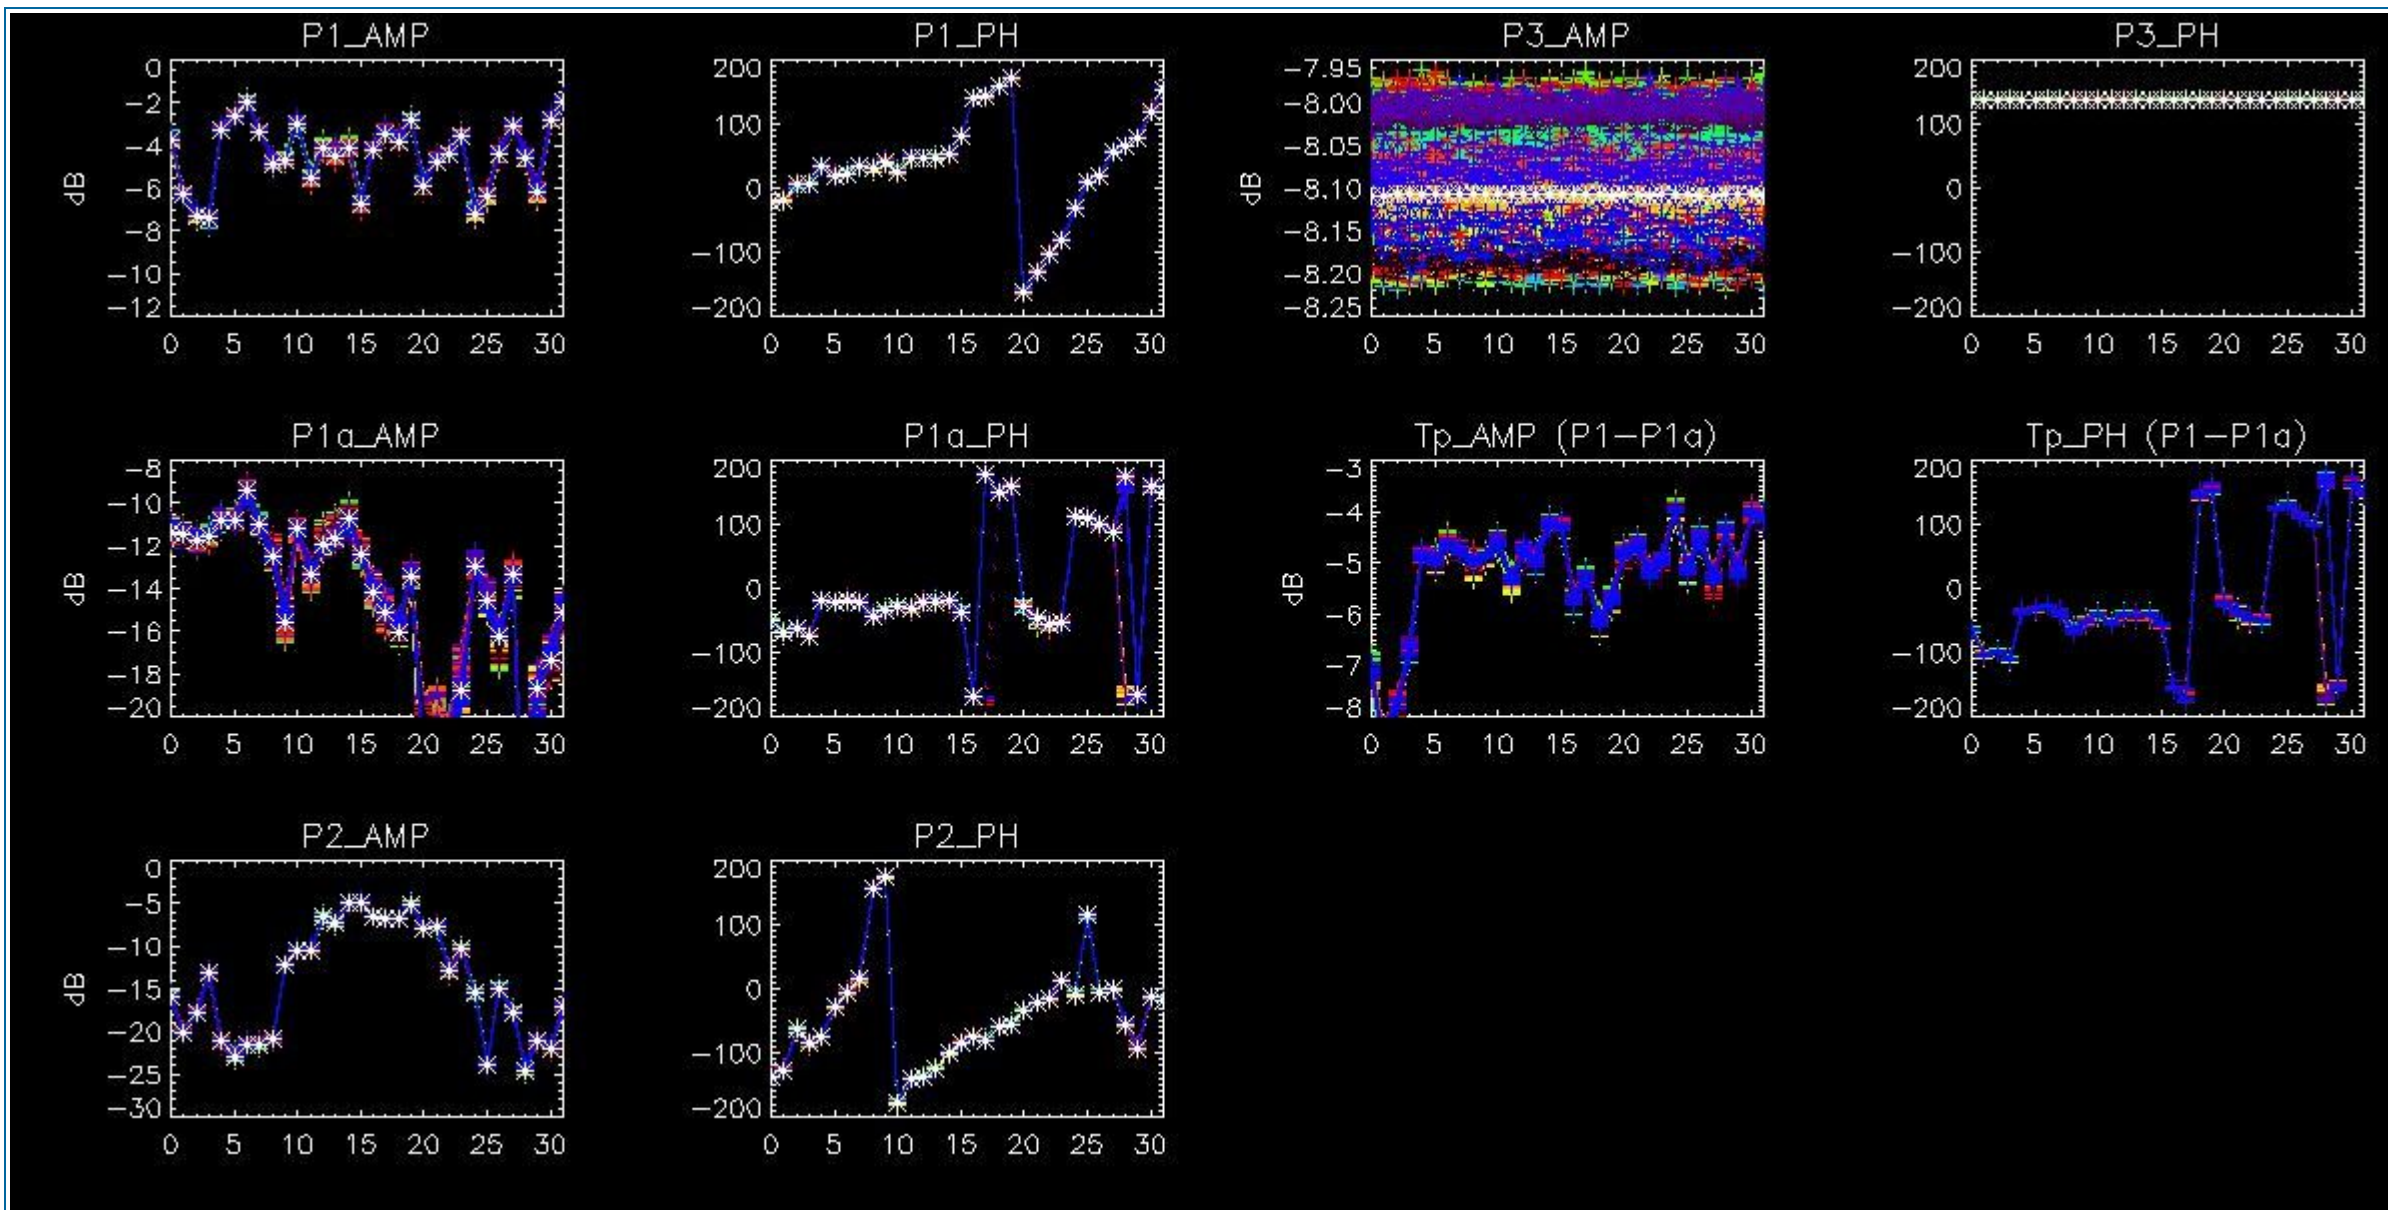 P1_AMP P1_PH P3_AMP P3_PH
0 200 −7.95 200
−2 100 −8.00 100
−4 0 −8.05 0
−6 −100 −8.10 −100
−8 −200 −8.15 −200
−10 −8.20
−12 −8.25
dB dB
0 5 10 15 20 25 30 0 5 10 15 20 25 30 0 5 10 15 20 25 30 0 5 10 15 20 25 30
P1a_AMP P1a_PH Tp_AMP (P1−P1a) Tp_PH (P1−P1a)
−8 200 −3 200
−10 100 −4 100
−12 0 −5 0
−14 −100 −6 −100
−16 −200 −7 −200
−18 −8
−20
dB dB
0 5 10 15 20 25 30 0 5 10 15 20 25 30 0 5 10 15 20 25 30 0 5 10 15 20 25 30
P2_AMP P2_PH
0 200
−5 100
−10 0
−15 −100
−20 −200
−25
−30
dB
0 5 10 15 20 25 30 0 5 10 15 20 25 30